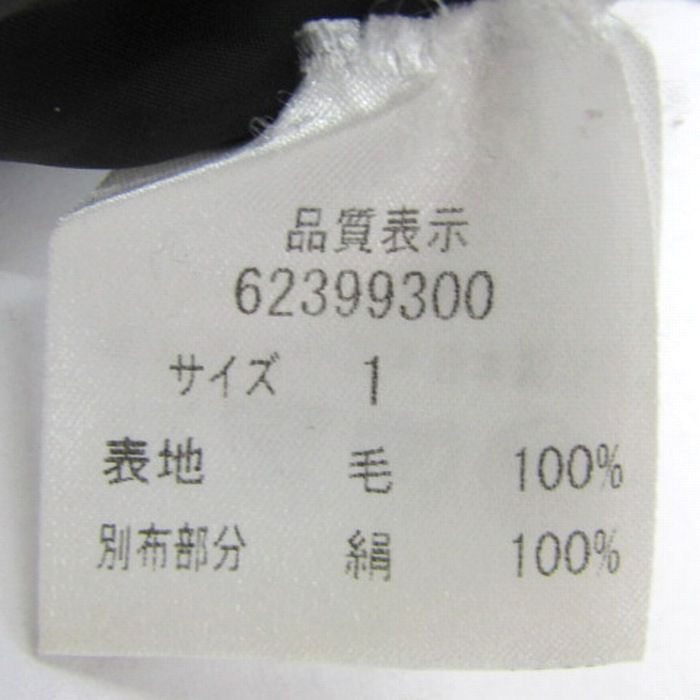 品質表示
62399300
サイズ 1
表地 毛 100%
別布部分 絹 100%